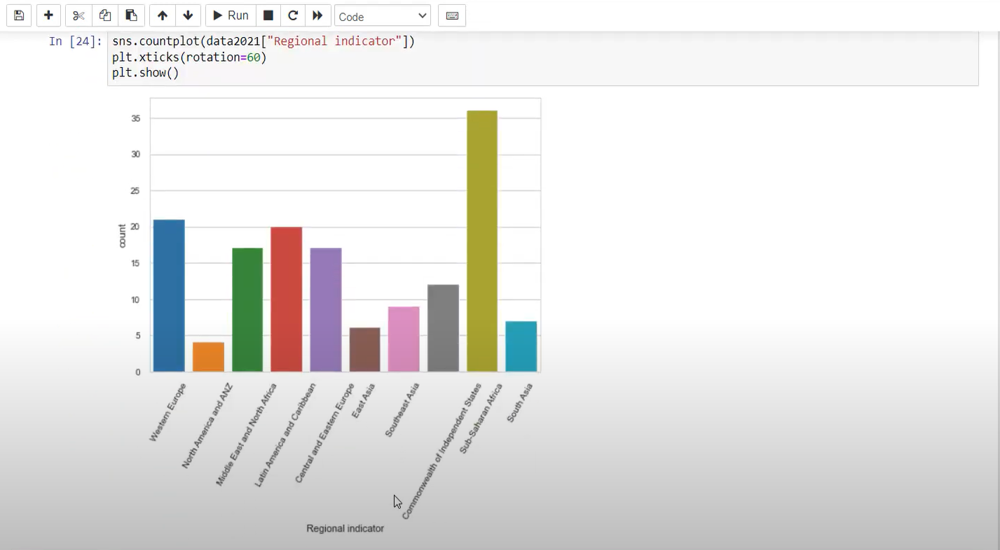 Run
Code
In [24]:
sns.countplot(data2021["Regional indicator"])
plt.xticks(rotation=60)
plt.show()
35
30
25
20
15
10
5
0
count
Western Europe
North America and ANZ
Middle East and North Africa
Latin America and Caribbean
Central and Eastern Europe
East Asia
Southeast Asia
Commonwealth of Independent States
Sub-Saharan Africa
South Asia
Regional indicator